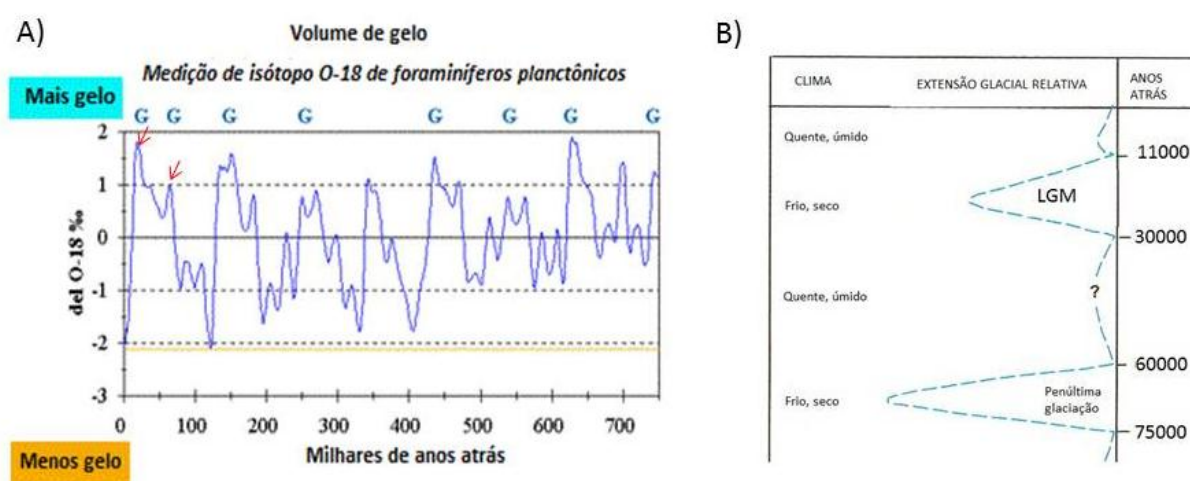 A)
Volume de gelo
Medição de isótopo O-18 de foraminíferos planctônicos
Mais gelo
G G G G G G G G
2
1
0
-1
-2
-3
del O-18 ‰
0 100 200 300 400 500 600 700
Milhares de anos atrás
Menos gelo
B)
CLIMA EXTENSÃO GLACIAL RELATIVA ANOS
ATRÁS
Quente, úmido
11000
Frio, seco LGM
30000
Quente, úmido ?
60000
Frio, seco Penúltima
glaciação
75000